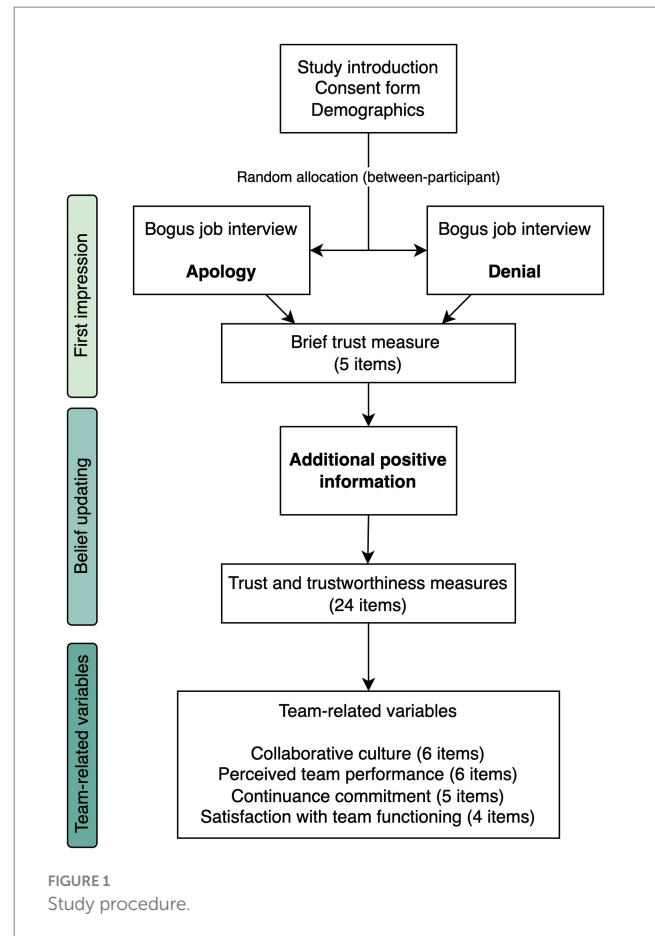 Study introduction
Consent form
Demographics
Random allocation (between-participant)
First impression
Bogus job interview
Apology
Bogus job interview
Denial
Brief trust measure
(5 items)
Belief updating
Additional positive
information
Trust and trustworthiness measures
(24 items)
Team-related variables
Team-related variables
Collaborative culture (6 items)
Perceived team performance (6 items)
Continuance commitment (5 items)
Satisfaction with team functioning (4 items)
FIGURE 1
Study procedure.